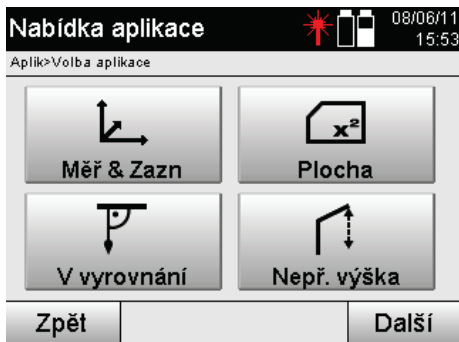 Nabídka aplikace
08/06/11
15:53
Aplik>Volba aplikace
x²
Měř & Zazn
Plocha
V vyrovnání
Nepř. výška
Zpět
Další